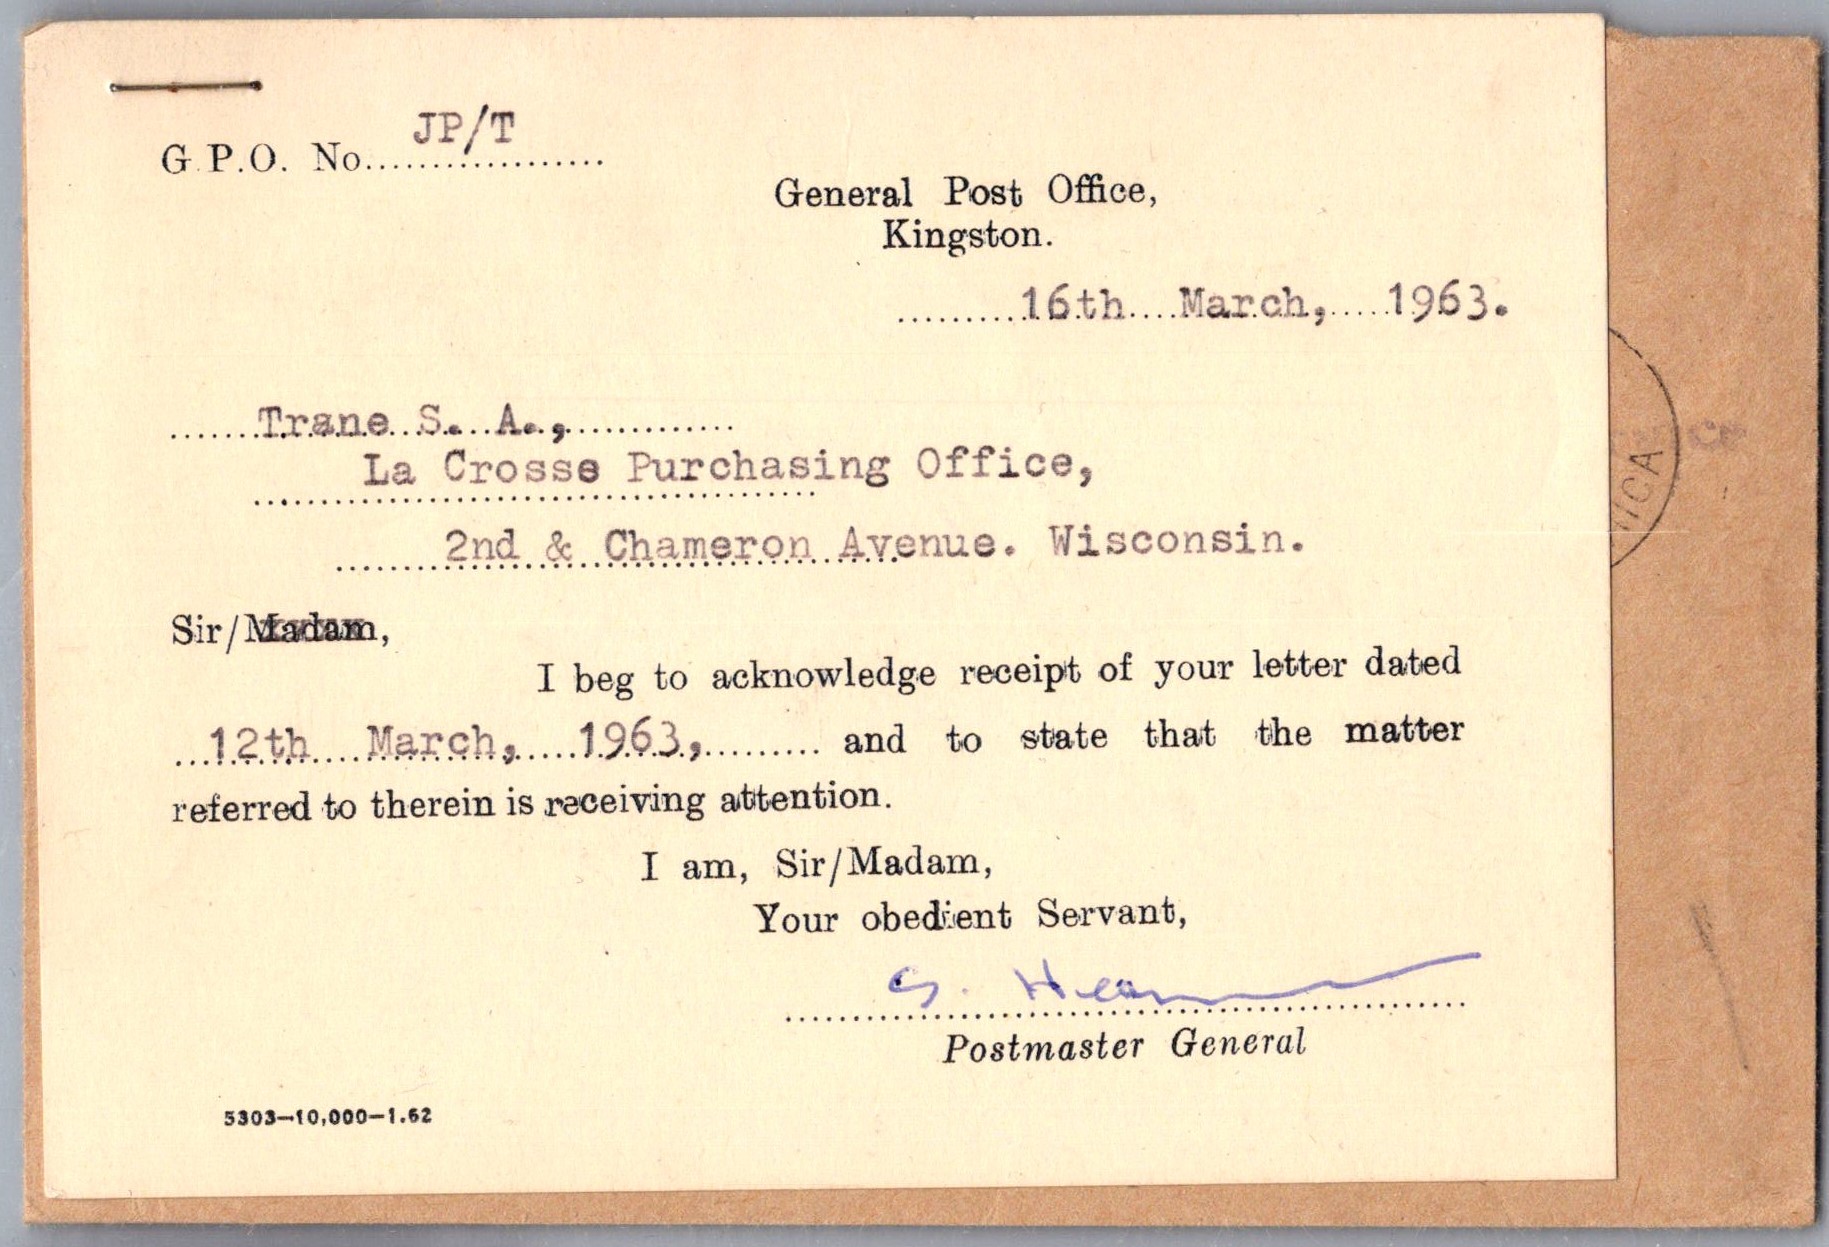 JP/T
G.P.O. No..................
General Post Office,
Kingston.
16th March, 1963.
Trane S. A.,
La Crosse Purchasing Office,
2nd & Chameron Avenue. Wisconsin.
Sir/Madam,
I beg to acknowledge receipt of your letter dated
12th March, 1963, and to state that the matter
referred to therein is receiving attention.
I am, Sir/Madam,
Your obedient Servant,
Postmaster General
5303—10,000—1.62